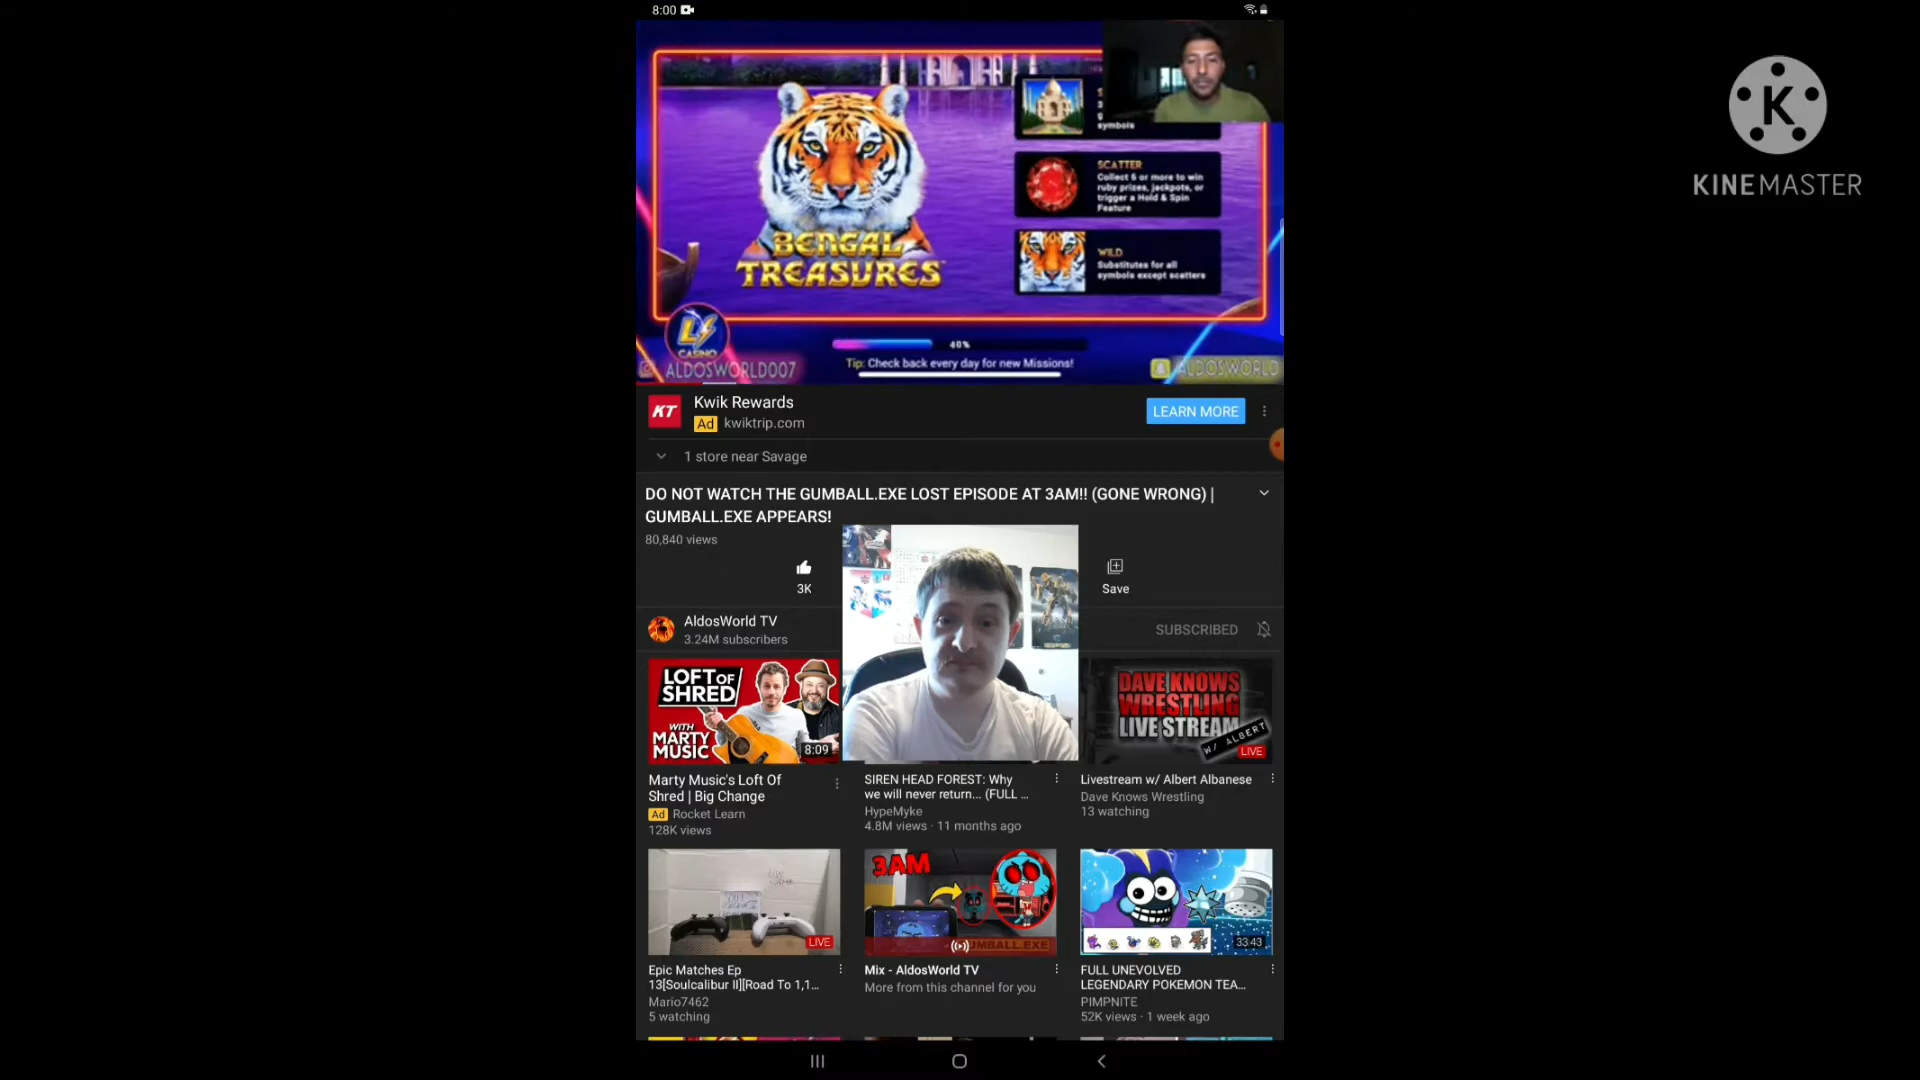 8:00
KINEMASTER
symbols
SCATTER
Collect 6 or more to win
ruby prizes, jackpots, or
trigger a Hold & Spin
Feature
BENGAL
TREASURES
WILD
Substitutes for all
symbols except scatters
LS
CASINO
40%
Tip: Check back every day for new Missions!
ALDOSWORLD007
ALDOSWORLD
KT
Kwik Rewards
Ad kwiktrip.com
LEARN MORE
1 store near Savage
DO NOT WATCH THE GUMBALL.EXE LOST EPISODE AT 3AM!! (GONE WRONG) |
GUMBALL.EXE APPEARS!
80,840 views
3K
Save
AldosWorld TV
3.24M subscribers
SUBSCRIBED
LOFT OF
SHRED
WITH
MARTY
MUSIC
8:09
DAVE KNOWS
WRESTLING
LIVE STREAM
W/ ALBERT
LIVE
Marty Music's Loft Of
Shred | Big Change
Ad Rocket Learn
128K views
SIREN HEAD FOREST: Why
we will never return... (FULL ...
HypeMyke
4.8M views · 11 months ago
Livestream w/ Albert Albanese
Dave Knows Wrestling
13 watching
LIVE
3AM
GUMBALL.EXE
33:43
Epic Matches Ep
13[Soulcalibur II][Road To 1,1...
Mario7462
5 watching
Mix - AldosWorld TV
More from this channel for you
FULL UNEVOLVED
LEGENDARY POKEMON TEA...
PIMPNITE
52K views · 1 week ago